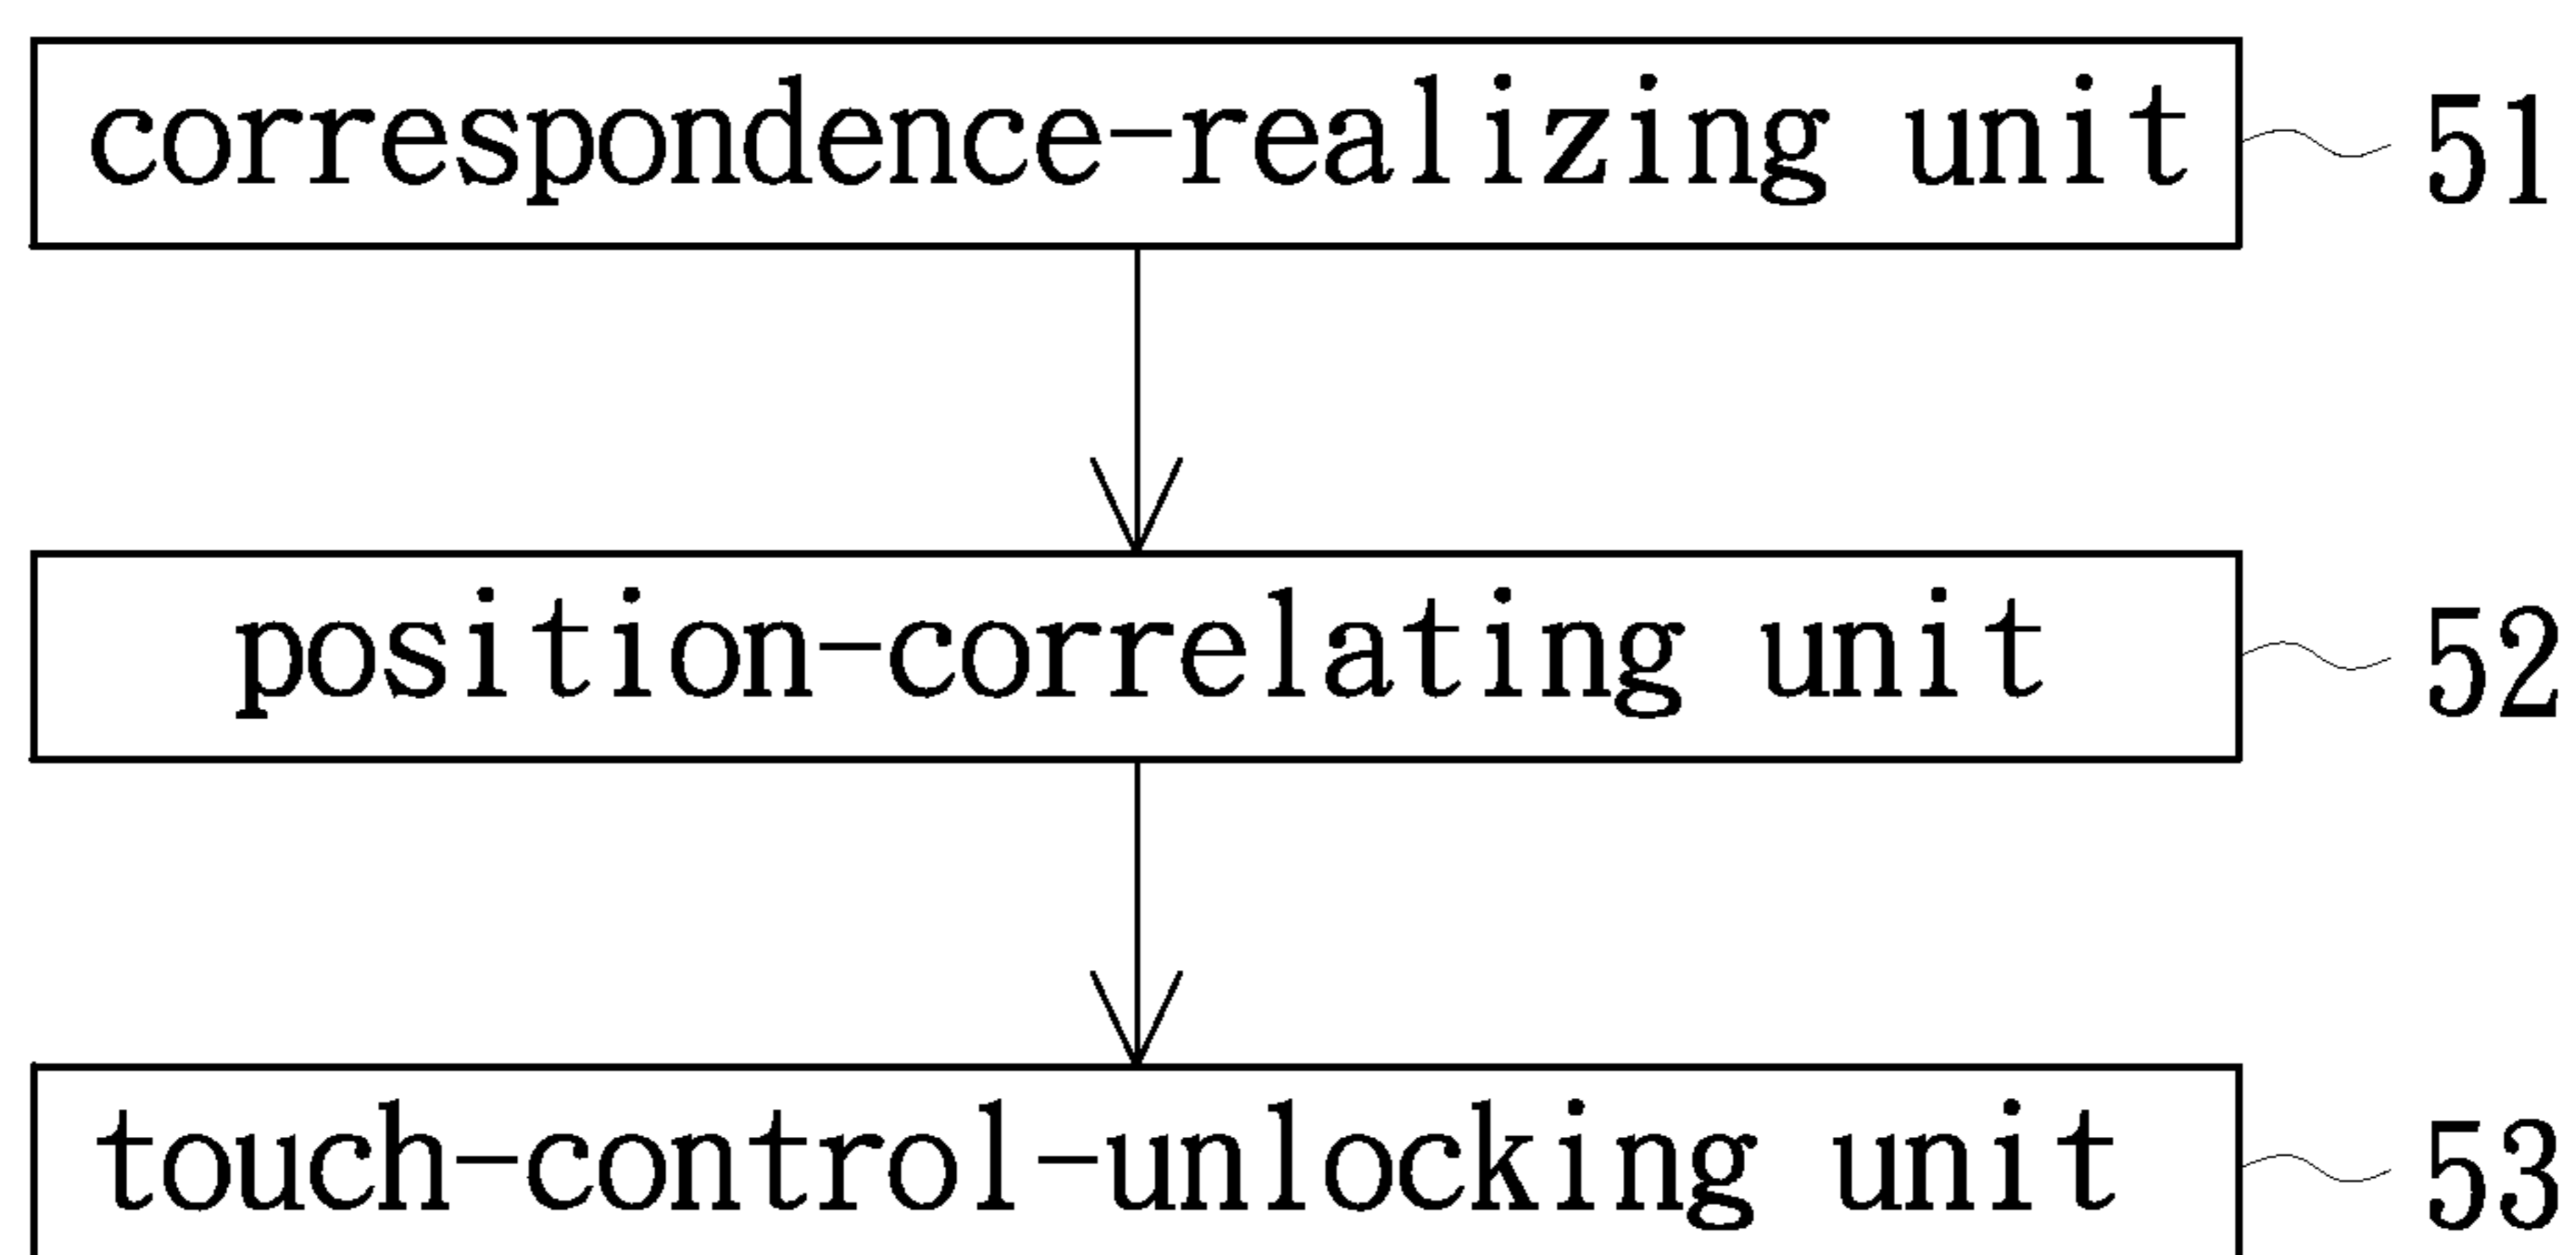 correspondence-realizing unit 51
position-correlating unit 52
touch-control-unlocking unit 53